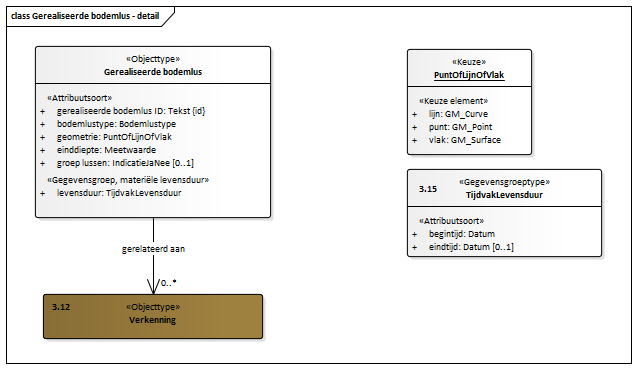 class Gerealiseerde bodemlus - detail
«Objecttype»
Gerealiseerde bodemlus
«Attribuutsoort»
+ gerealiseerde bodemlus ID: Tekst {id}
+ bodemlustype: Bodemlustype
+ geometrie: PuntOfLijnOfVlak
+ einddiepte: Meetwaarde
+ groep lussen: IndicatieJaNee [0..1]
«Gegevensgroep, materiële levensduur»
+ levensduur: TijdvakLevensduur
gerelateerd aan
0..*
3.12 «Objecttype»
Verkenning
«Keuze»
PuntOfLijnOfVlak
«Keuze element»
+ lijn: GM_Curve
+ punt: GM_Point
+ vlak: GM_Surface
3.15 «Gegevensgroeptype»
TijdvakLevensduur
«Attribuutsoort»
+ begintijd: Datum
+ eindtijd: Datum [0..1]